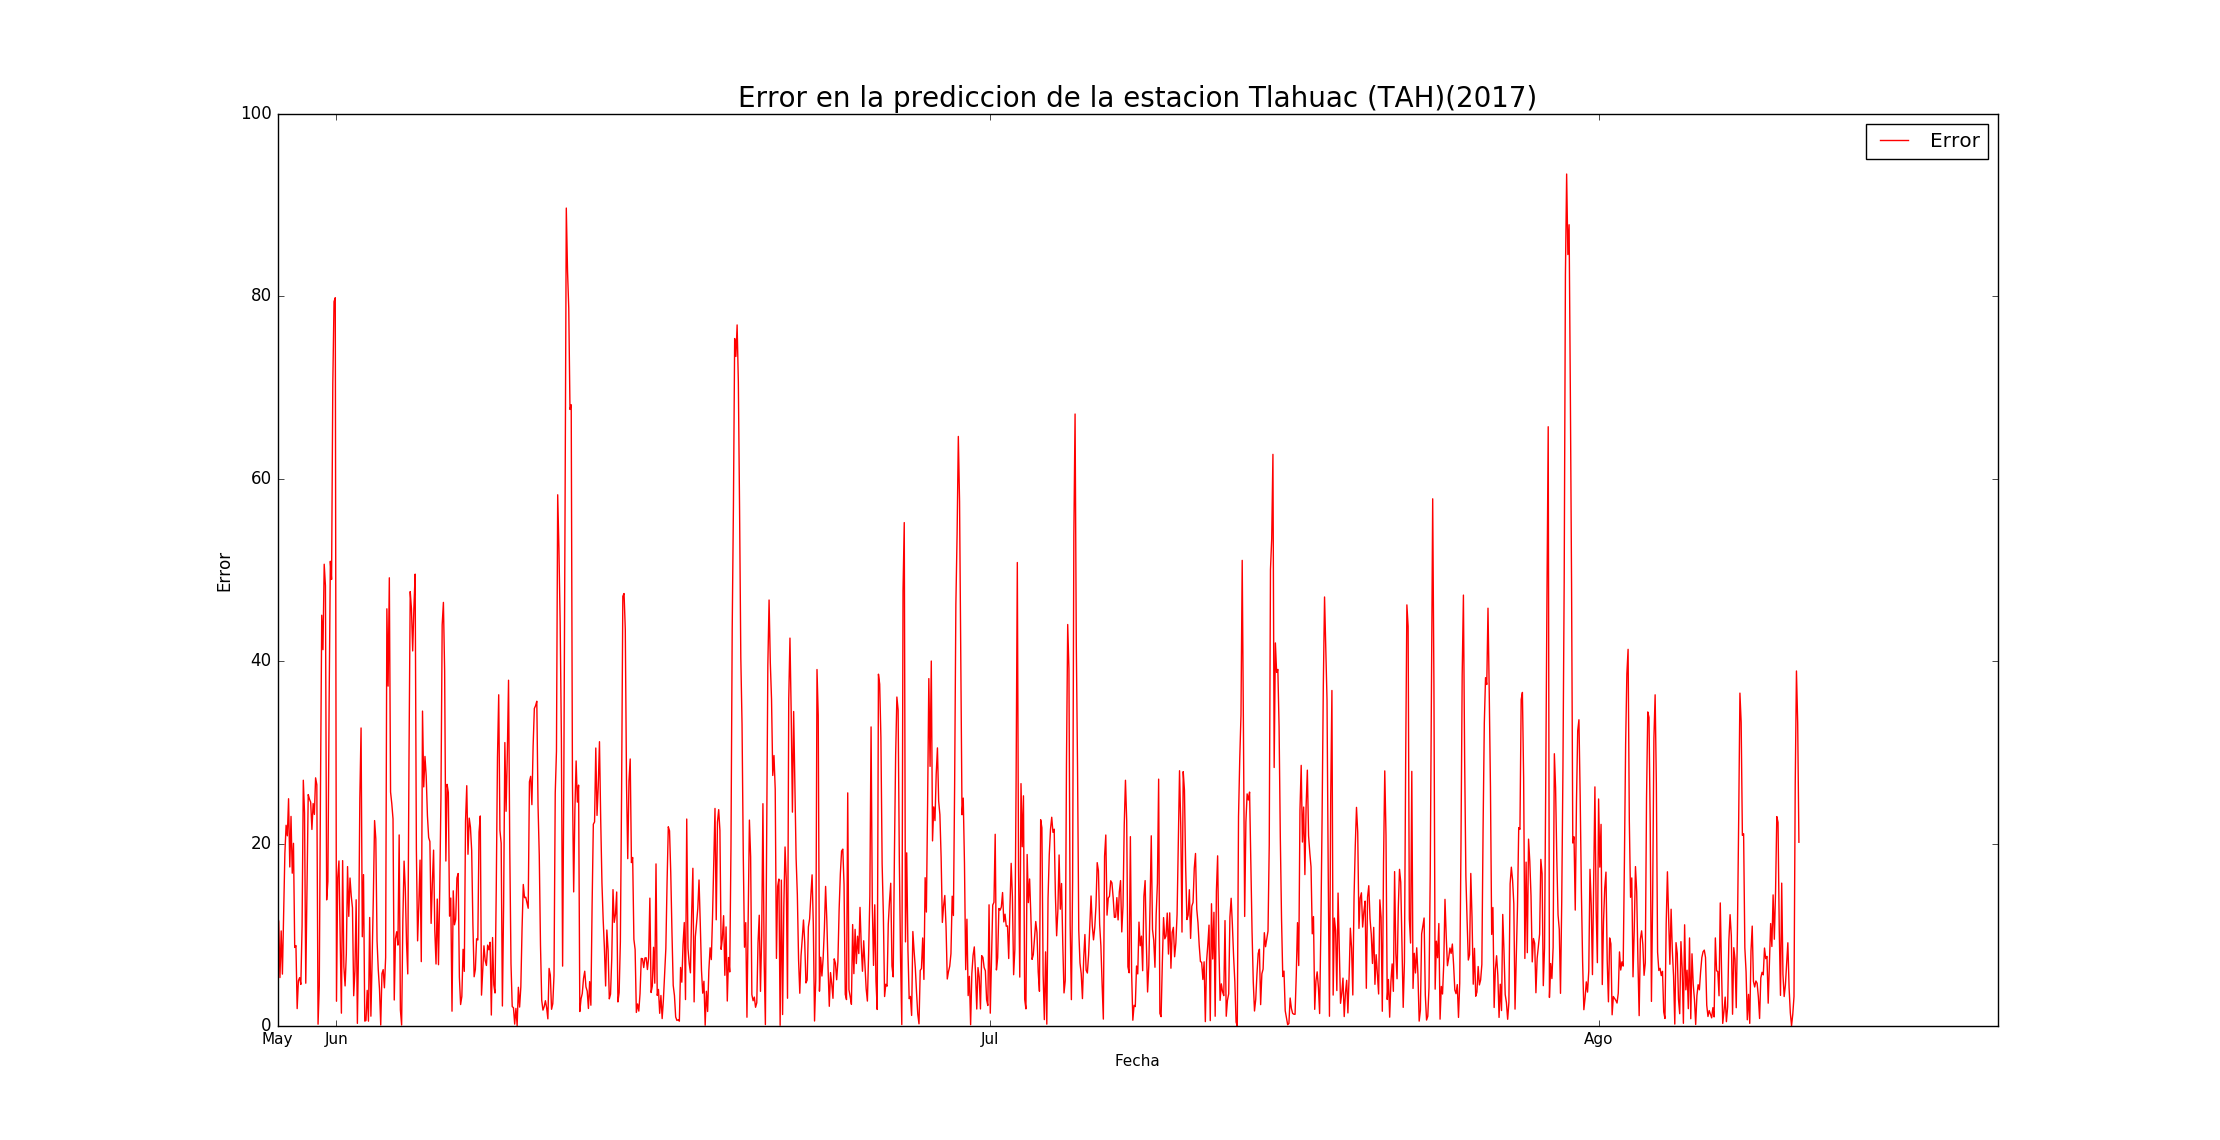 Error en la prediccion de la estacion Tlahuac (TAH)(2017)
Error
100
80
60
40
20
0
Error
May Jun Jul Ago
Fecha